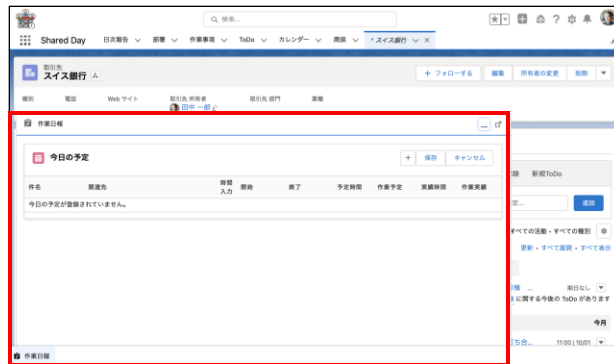 検索...
Shared Day 日次報告 部署 作業事項 ToDo カレンダー 商談 * スイス銀行
取引先
スイス銀行
+ フォローする 編集 所有者の変更 削除
種別 電話 Web サイト 取引先 所有者 取引先 部門 業種
田中 一郎
作業日報
今日の予定
+ 保存 キャンセル
件名 関連先 時間入力 開始 終了 予定時間 作業予定 実績時間 作業実績
今日の予定が登録されていません。
新規ToDo
追加
すべての活動・すべての種別
更新・すべて展開・すべて表示
期日なし
に関する今後の ToDo があります
今月
11:00 | 10/01
作業日報